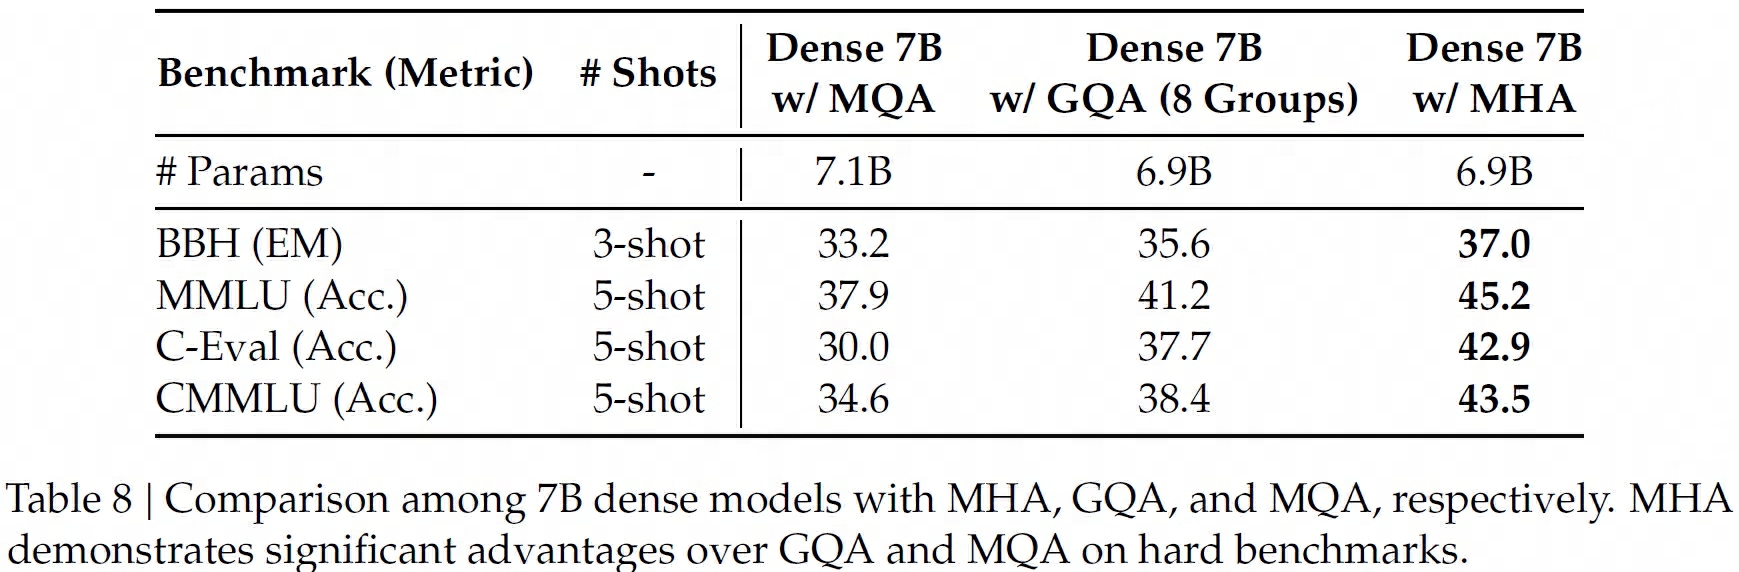 Benchmark (Metric) # Shots Dense 7B w/ MQA Dense 7B w/ GQA (8 Groups) Dense 7B w/ MHA
# Params - 7.1B 6.9B 6.9B
BBH (EM) 3-shot 33.2 35.6 37.0
MMLU (Acc.) 5-shot 37.9 41.2 45.2
C-Eval (Acc.) 5-shot 30.0 37.7 42.9
CMMLU (Acc.) 5-shot 34.6 38.4 43.5
Table 8 | Comparison among 7B dense models with MHA, GQA, and MQA, respectively. MHA
demonstrates significant advantages over GQA and MQA on hard benchmarks.